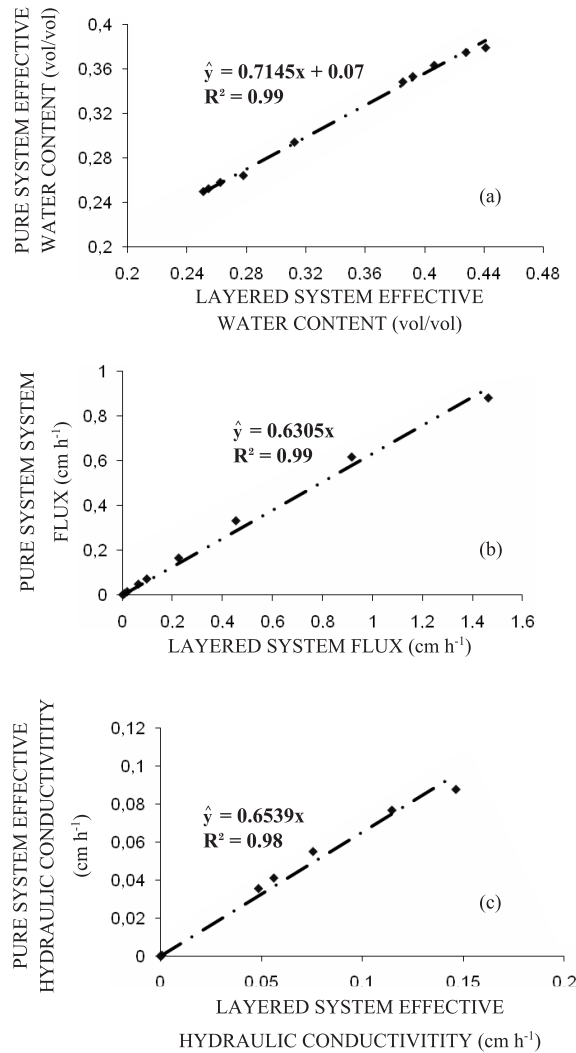 PURE SYSTEM EFFECTIVE
WATER CONTENT (vol/vol)
0,4
0,36
0,32
0,28
0,24
0,2
ŷ = 0.7145x + 0.07
R² = 0.99
(a)
0.2 0.24 0.28 0.32 0.36 0.4 0.44 0.48
LAYERED SYSTEM EFFECTIVE
WATER CONTENT (vol/vol)
PURE SYSTEM SYSTEM
FLUX (cm h⁻¹)
1
0.8
0.6
0.4
0.2
0
ŷ = 0.6305x
R² = 0.99
(b)
0 0.2 0.4 0.6 0.8 1 1.2 1.4 1.6
LAYERED SYSTEM FLUX (cm h⁻¹)
PURE SYSTEM EFFECTIVE
HYDRAULIC CONDUCTIVITITY
(cm h⁻¹)
0,12
0,1
0,08
0,06
0,04
0,02
0
ŷ = 0.6539x
R² = 0.98
(c)
0 0.05 0.1 0.15 0.2
LAYERED SYSTEM EFFECTIVE
HYDRAULIC CONDUCTIVITITY (cm h⁻¹)